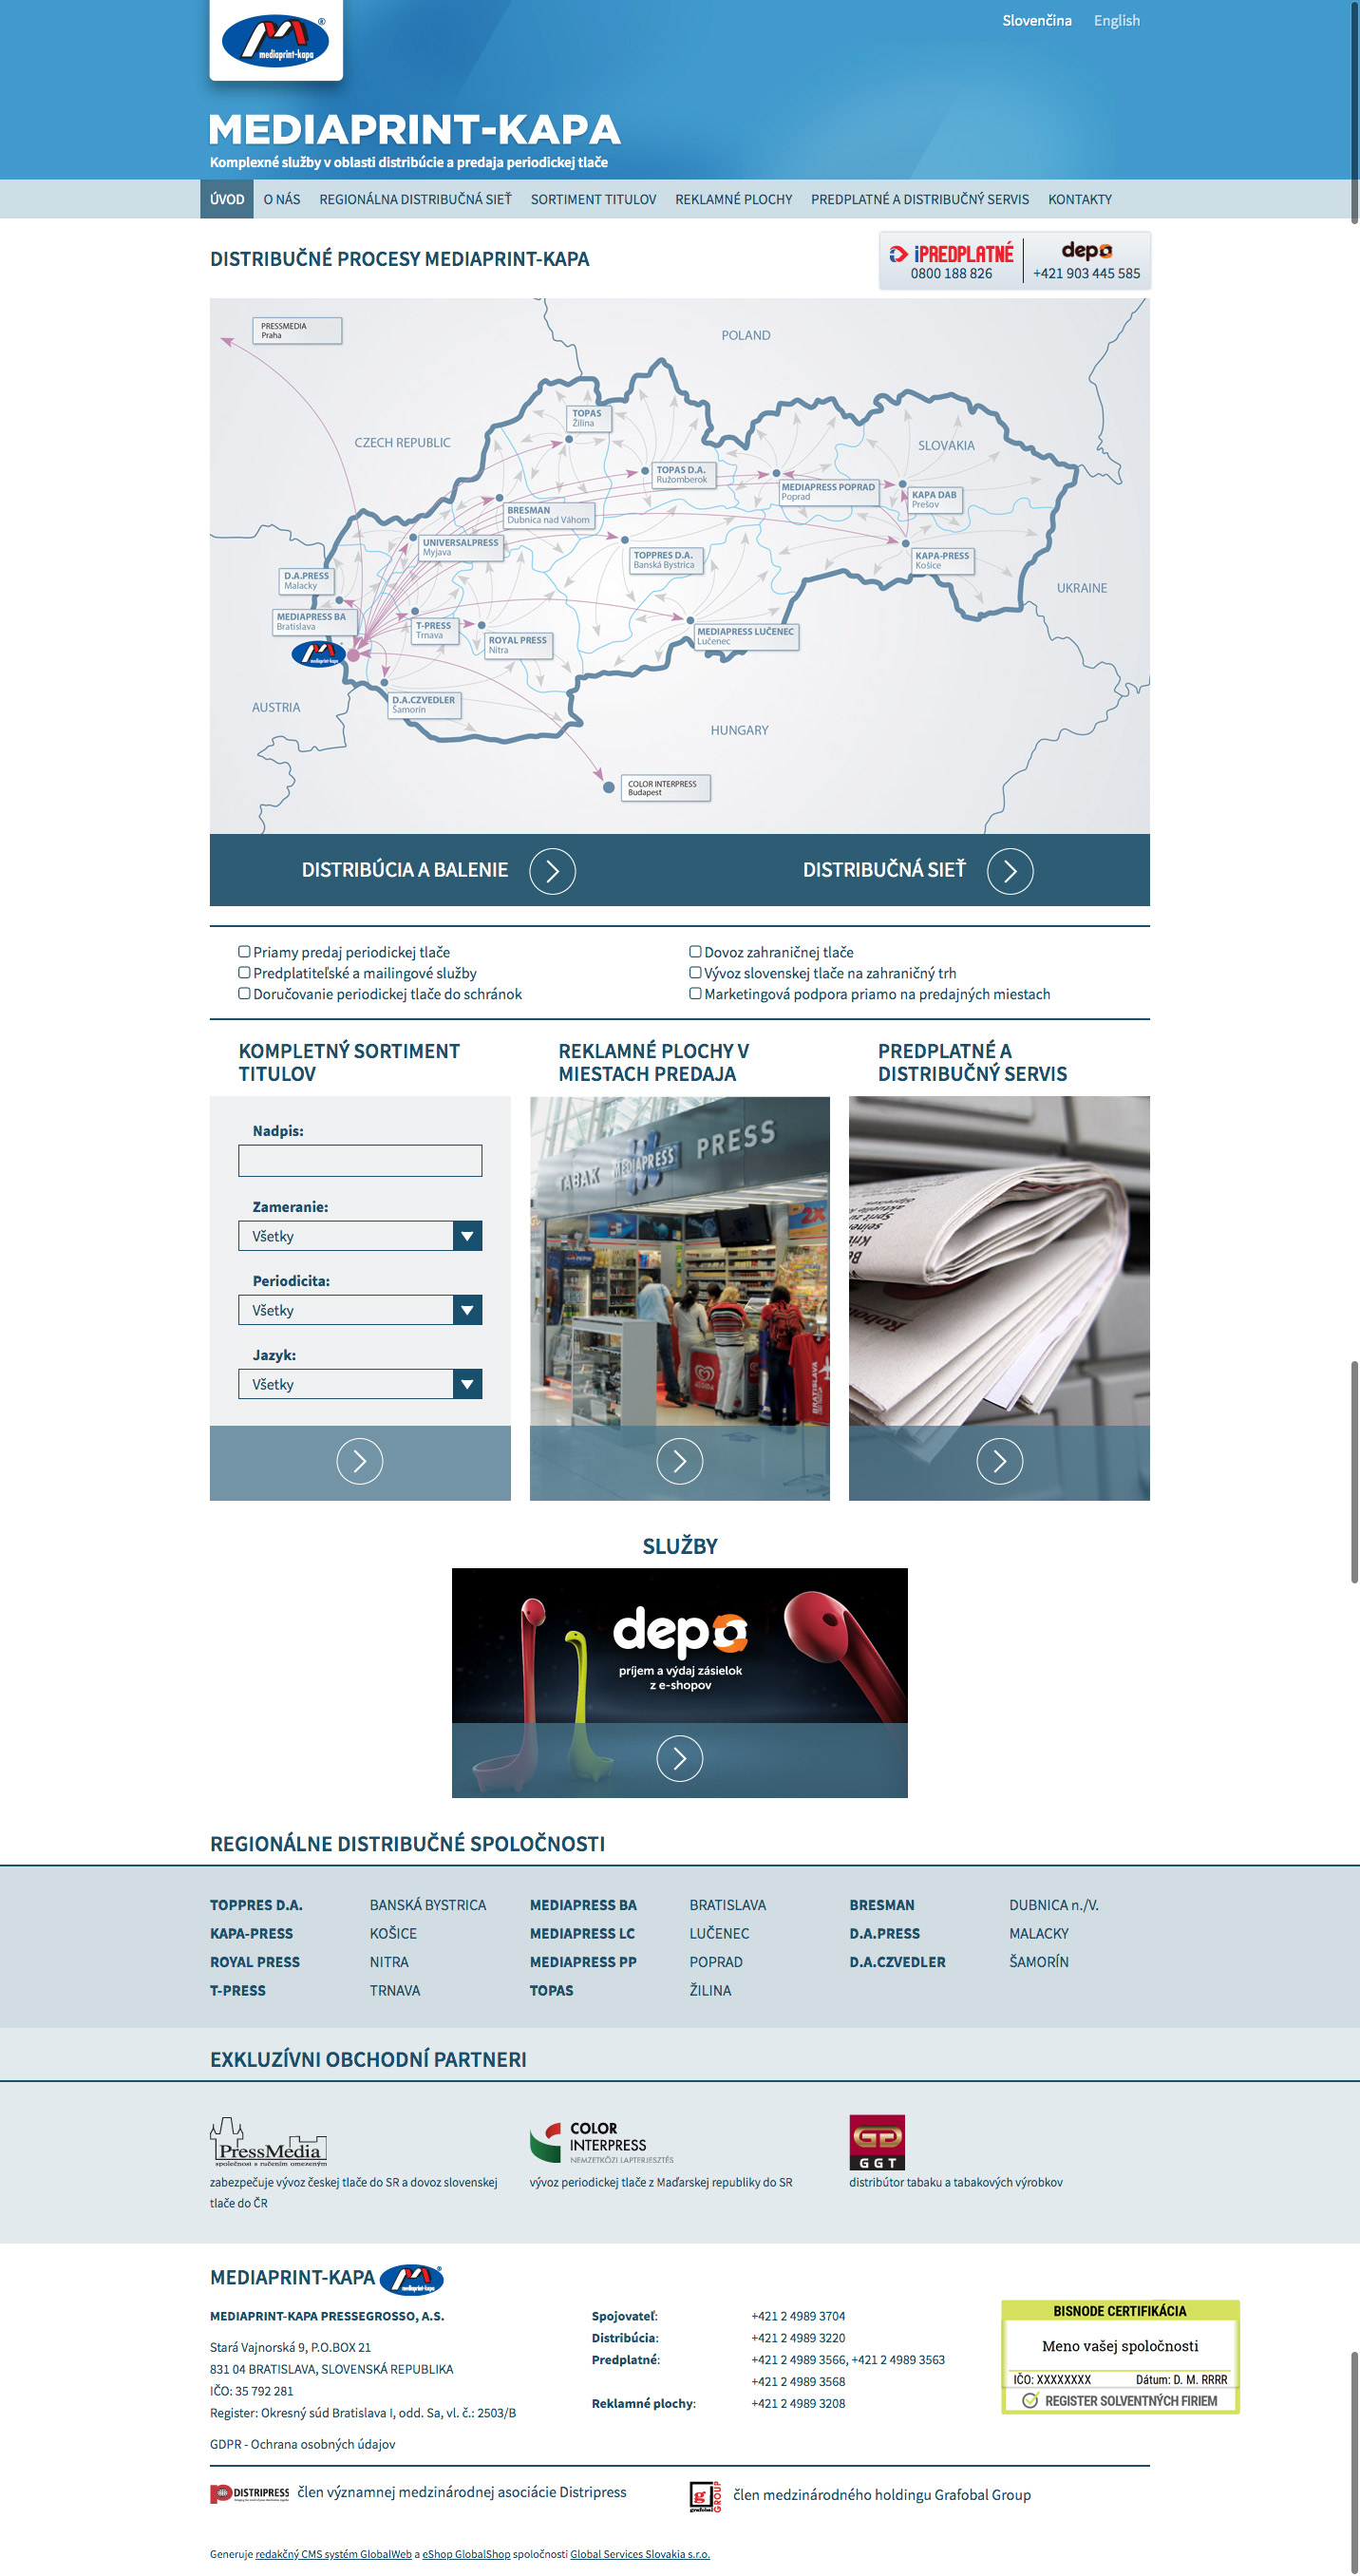 mediaprint-kapa
Slovenčina English
MEDIAPRINT-KAPA
Komplexné služby v oblasti distribúcie a predaja periodickej tlače
ÚVOD O NÁS REGIONÁLNA DISTRIBUČNÁ SIEŤ SORTIMENT TITULOV REKLAMNÉ PLOCHY PREDPLATNÉ A DISTRIBUČNÝ SERVIS KONTAKTY
DISTRIBUČNÉ PROCESY MEDIAPRINT-KAPA
iPREDPLATNÉ
0800 188 826
depo
+421 903 445 585
PRESSMEDIA
Praha
POLAND
CZECH REPUBLIC
SLOVAKIA
TOPAS
Žilina
TOPAS D.A.
Ružomberok
MEDIAPRESS POPRAD
Poprad
KAPA DAB
Prešov
BRESMAN
Dubnica nad Váhom
UNIVERSALPRESS
Myjava
TOPPRES D.A.
Banská Bystrica
KAPA-PRESS
Košice
D.A.PRESS
Malacky
UKRAINE
MEDIAPRESS BA
Bratislava
T-PRESS
Trnava
ROYAL PRESS
Nitra
MEDIAPRESS LUČENEC
Lučenec
mediaprint-kapa
D.A.CZVEDLER
Šamorín
AUSTRIA
HUNGARY
COLOR INTERPRESS
Budapest
DISTRIBÚCIA A BALENIE
DISTRIBUČNÁ SIEŤ
Priamy predaj periodickej tlače
Predplatiteľské a mailingové služby
Doručovanie periodickej tlače do schránok
Dovoz zahraničnej tlače
Vývoz slovenskej tlače na zahraničný trh
Marketingová podpora priamo na predajných miestach
KOMPLETNÝ SORTIMENT
TITULOV
Nadpis:
Zameranie:
Všetky
Periodicita:
Všetky
Jazyk:
Všetky
REKLAMNÉ PLOCHY V
MIESTACH PREDAJA
TABAK MEDIAPRESS PRESS
2X
BRATISLAVA
PREDPLATNÉ A
DISTRIBUČNÝ SERVIS
SLUŽBY
depo
príjem a výdaj zásielok
z e-shopov
REGIONÁLNE DISTRIBUČNÉ SPOLOČNOSTI
TOPPRES D.A. BANSKÁ BYSTRICA MEDIAPRESS BA BRATISLAVA BRESMAN DUBNICA n./V.
KAPA-PRESS KOŠICE MEDIAPRESS LC LUČENEC D.A.PRESS MALACKY
ROYAL PRESS NITRA MEDIAPRESS PP POPRAD D.A.CZVEDLER ŠAMORÍN
T-PRESS TRNAVA TOPAS ŽILINA
EXKLUZÍVNI OBCHODNÍ PARTNERI
PressMedia
společnost s ručením omezeným
zabezpečuje vývoz českej tlače do SR a dovoz slovenskej
tlače do ČR
COLOR
INTERPRESS
NEMZETKÖZI LAPTERJESZTÉS
vývoz periodickej tlače z Maďarskej republiky do SR
GGT
distribútor tabaku a tabakových výrobkov
MEDIAPRINT-KAPA mediaprint-kapa
MEDIAPRINT-KAPA PRESSEGROSSO, A.S.
Stará Vajnorská 9, P.O.BOX 21
831 04 BRATISLAVA, SLOVENSKÁ REPUBLIKA
IČO: 35 792 281
Register: Okresný súd Bratislava I, odd. Sa, vl. č.: 2503/B
GDPR - Ochrana osobných údajov
Spojovateľ: +421 2 4989 3704
Distribúcia: +421 2 4989 3220
Predplatné: +421 2 4989 3566, +421 2 4989 3563
+421 2 4989 3568
Reklamné plochy: +421 2 4989 3208
BISNODE CERTIFIKÁCIA
Meno vašej spoločnosti
IČO: XXXXXXXX Dátum: D. M. RRRR
REGISTER SOLVENTNÝCH FIRIEM
DISTRIPRESS
člen významnej medzinárodnej asociácie Distripress
grafobal GROUP
člen medzinárodného holdingu Grafobal Group
Generuje redakčný CMS systém GlobalWeb a eShop GlobalShop spoločnosti Global Services Slovakia s.r.o.